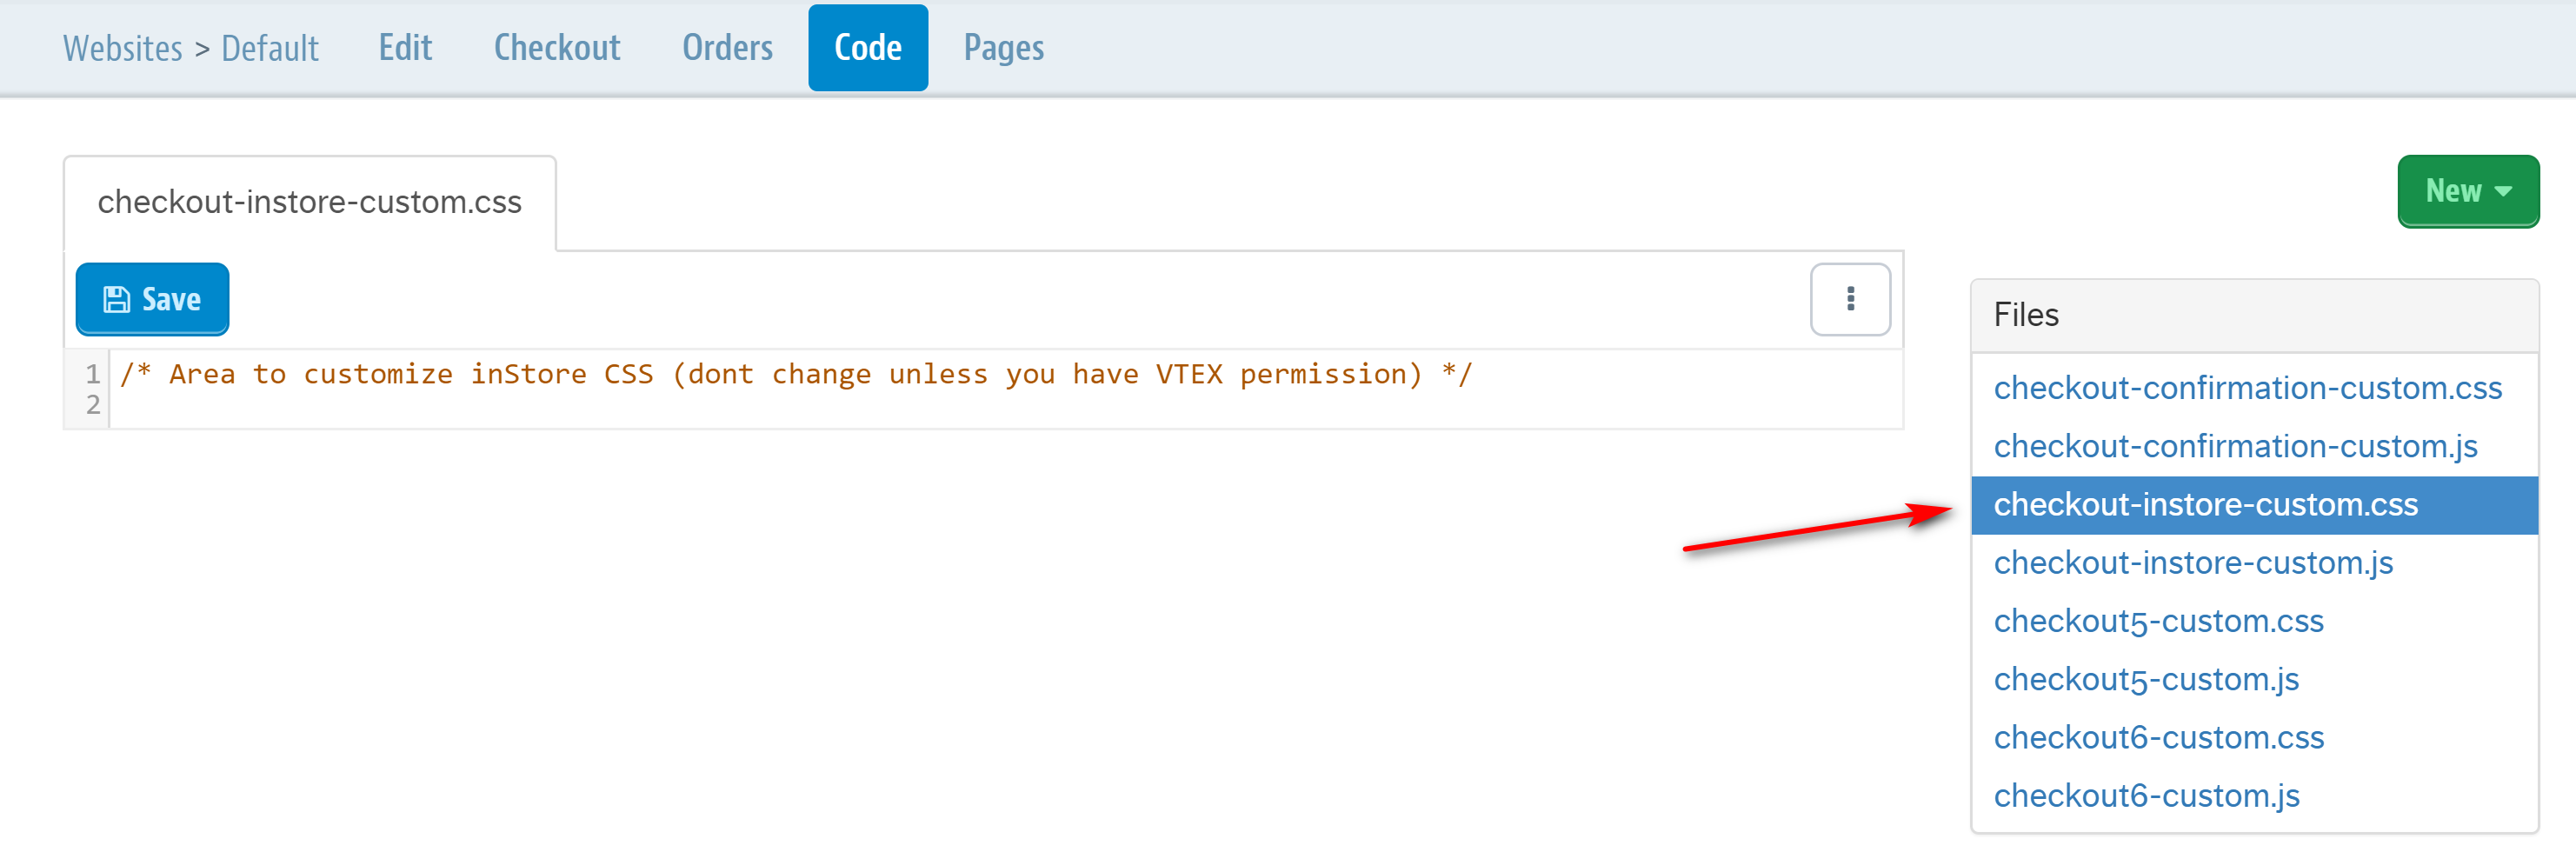 Websites > Default Edit Checkout Orders Code Pages
checkout-instore-custom.css
New
Save
1 /* Area to customize inStore CSS (dont change unless you have VTEX permission) */
2
Files
checkout-confirmation-custom.css
checkout-confirmation-custom.js
checkout-instore-custom.css
checkout-instore-custom.js
checkout5-custom.css
checkout5-custom.js
checkout6-custom.css
checkout6-custom.js